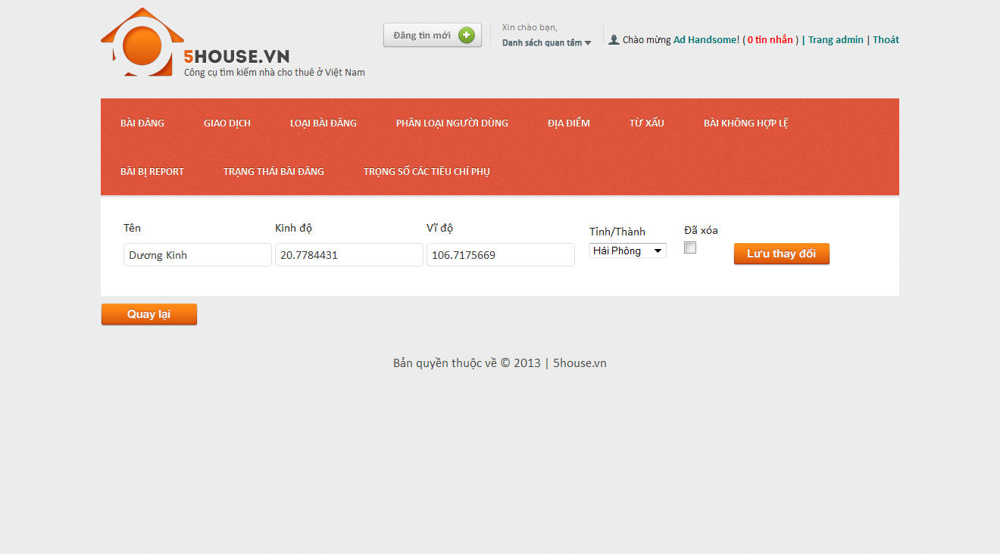 Đăng tin mới
Xin chào bạn,
Danh sách quan tâm
Chào mừng Ad Handsome! ( 0 tin nhắn ) | Trang admin | Thoát
5HOUSE.VN
Công cụ tìm kiếm nhà cho thuê ở Việt Nam
BÀI ĐĂNG GIAO DỊCH LOẠI BÀI ĐĂNG PHÂN LOẠI NGƯỜI DÙNG ĐỊA ĐIỂM TỪ XẤU BÀI KHÔNG HỢP LỆ
BÀI BỊ REPORT TRẠNG THÁI BÀI ĐĂNG TRỌNG SỐ CÁC TIÊU CHÍ PHỤ
Tên Kinh độ Vĩ độ Tỉnh/Thành Đã xóa
Dương Kinh 20.7784431 106.7175669 Hải Phòng Lưu thay đổi
Quay lại
Bản quyền thuộc về © 2013 | 5house.vn